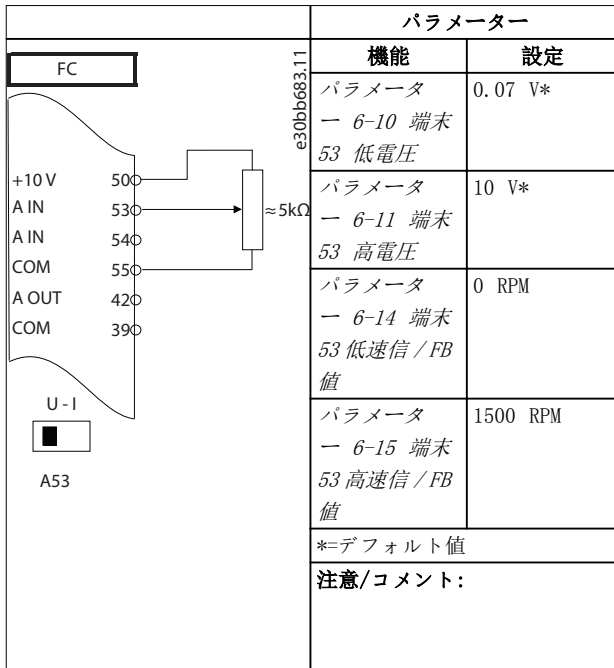 FC
e30bb683.11
+10 V 50
A IN 53
A IN 54
COM 55
A OUT 42
COM 39
≈5kΩ
U - I
A53
パラメーター
機能 設定
パラメータ 0.07 V*
ー 6-10 端末
53 低電圧
パラメータ 10 V*
ー 6-11 端末
53 高電圧
パラメータ 0 RPM
ー 6-14 端末
53 低速信/FB
値
パラメータ 1500 RPM
ー 6-15 端末
53 高速信/FB
値
*=デフォルト値
注意/コメント: